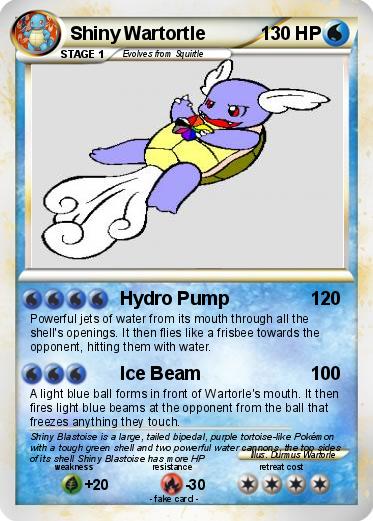 Shiny Wartortle 130 HP
STAGE 1 Evolves from Squirtle
Hydro Pump 120
Powerful jets of water from its mouth through all the
shell's openings. It then flies like a frisbee towards the
opponent, hitting them with water.
Ice Beam 100
A light blue ball forms in front of Wartorle's mouth. It then
fires light blue beams at the opponent from the ball that
freezes anything they touch.
Shiny Blastoise is a large, tailed bipedal, purple tortoise-like Pokémon
with a tough green shell and two powerful water cannons, the top sides
of its shell Shiny Blastoise has more HP
Illus. Durmus Wartorle
weakness resistance retreat cost
+20 -30
- fake card -